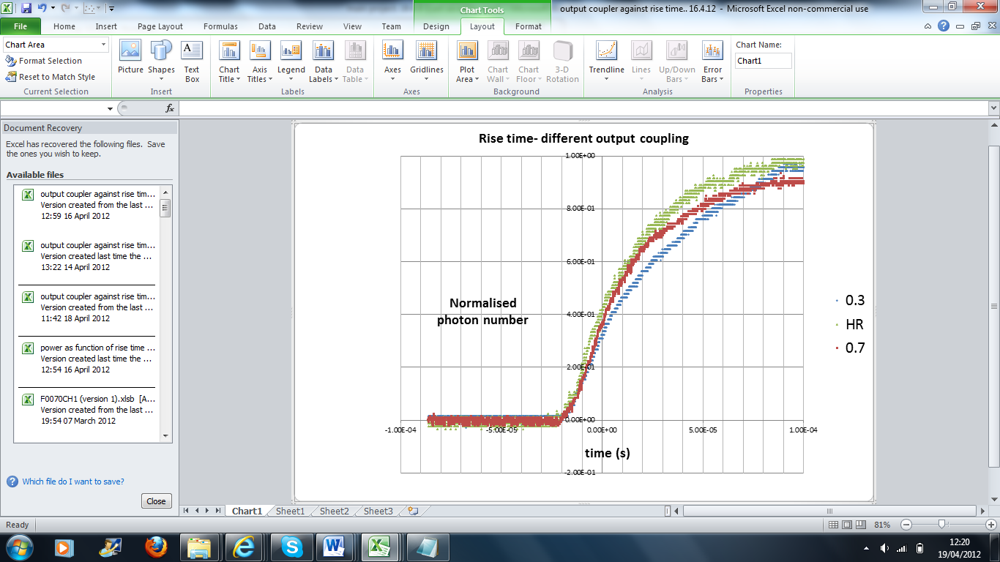 Chart Tools
output coupler against rise time.. 16.4.12 - Microsoft Excel non-commercial use
File Home Insert Page Layout Formulas Data Review View Team Design Layout Format
Chart Area
Format Selection
Reset to Match Style
Current Selection
Picture Shapes Text Box
Insert
Chart Title Axis Titles Legend Data Labels Data Table
Labels
Axes Gridlines
Axes
Plot Area Chart Wall Chart Floor 3-D Rotation
Background
Trendline Lines Up/Down Bars Error Bars
Analysis
Chart Name:
Chart1
Properties
fx
Document Recovery
Excel has recovered the following files. Save
the ones you wish to keep.
Available files
output coupler against rise tim...
Version created from the last ...
12:59 16 April 2012
output coupler against rise tim...
Version created last time the ...
13:22 14 April 2012
output coupler against rise tim...
Version created from the last ...
11:42 18 April 2012
power as function of rise time ...
Version created last time the ...
12:54 16 April 2012
F0070CH1 (version 1).xlsb [A...
Version created from the last ...
19:54 07 March 2012
Which file do I want to save?
Close
Rise time- different output coupling
1.00E+00
8.00E-01
6.00E-01
4.00E-01
2.00E-01
0.00E+00
-2.00E-01
-1.00E-04 -5.00E-05 0.00E+00 5.00E-05 1.00E-04
Normalised
photon number
time (s)
0.3
HR
0.7
Chart1 Sheet1 Sheet2 Sheet3
Ready
81%
12:20
19/04/2012